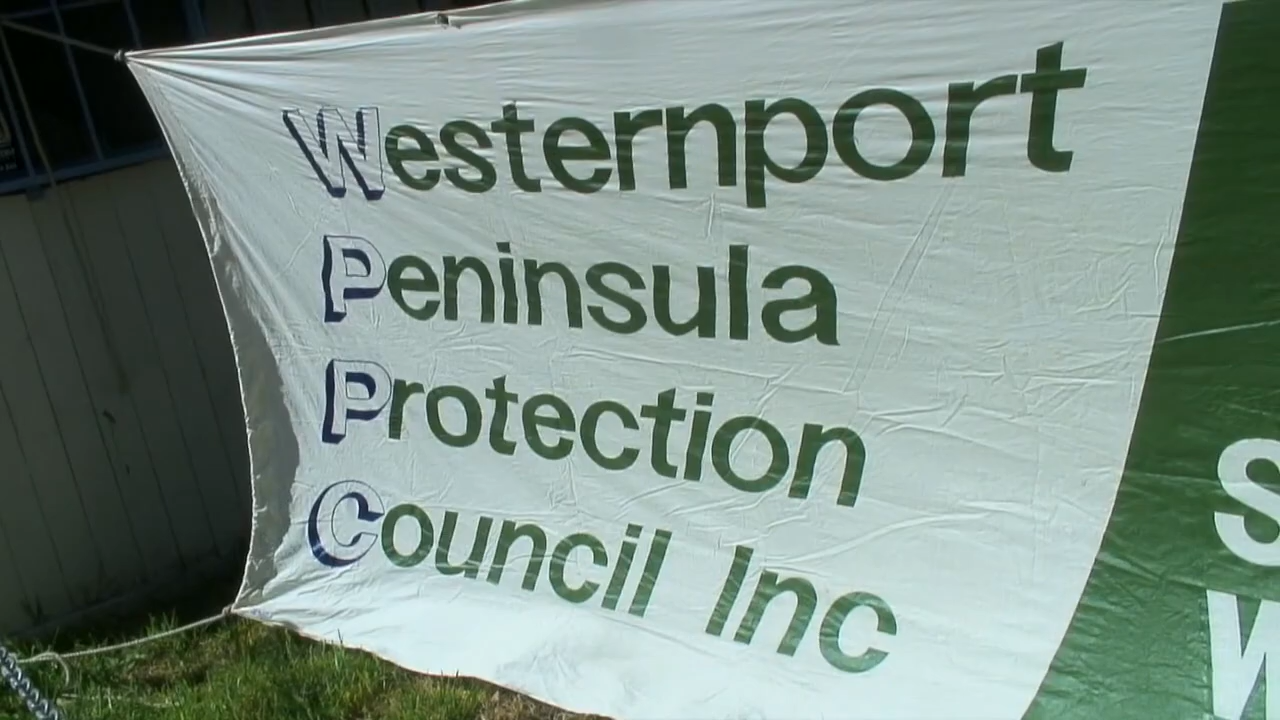 Westernport
Peninsula
Protection
Council Inc
S
W